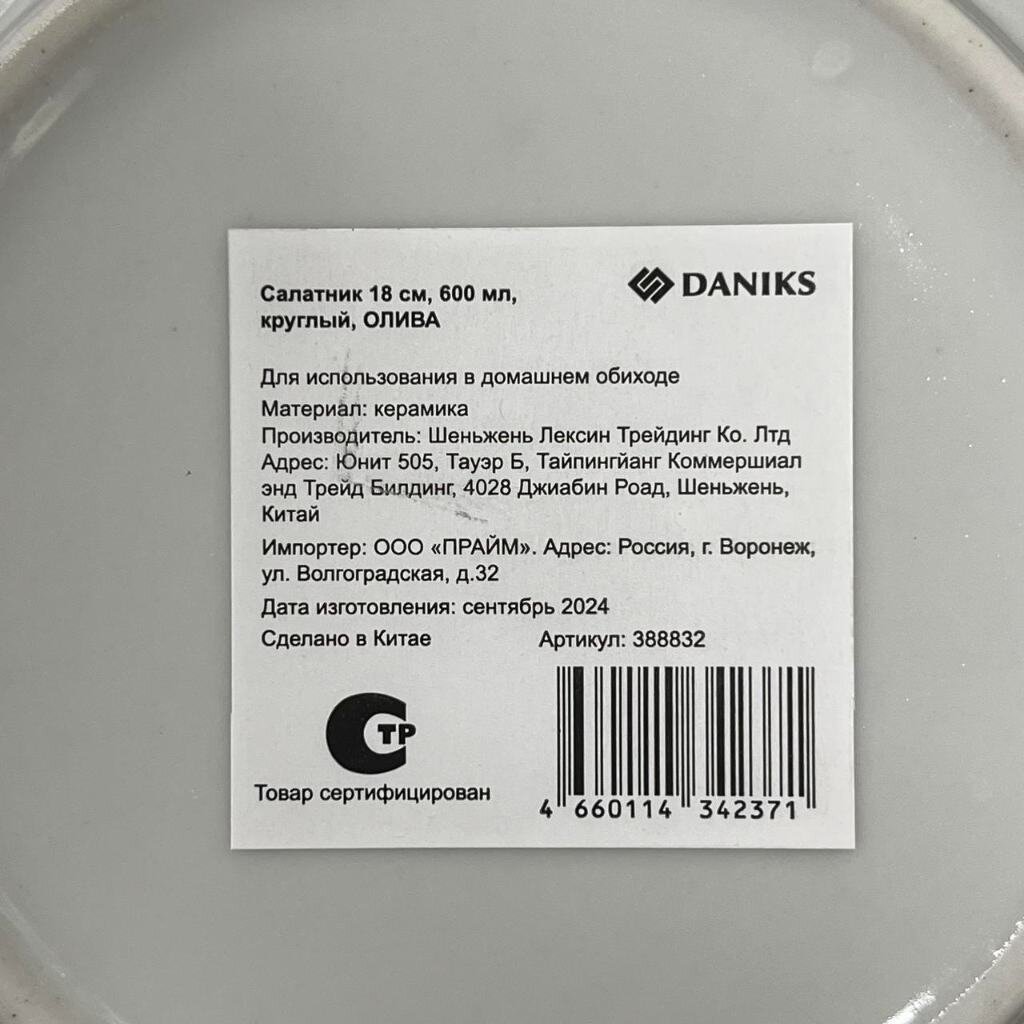 DANIKS
Салатник 18 см, 600 мл,
круглый, ОЛИВА
Для использования в домашнем обиходе
Материал: керамика
Производитель: Шеньжень Лексин Трейдинг Ко. Лтд
Адрес: Юнит 505, Тауэр Б, Тайпингйанг Коммершиал
энд Трейд Билдинг, 4028 Джиабин Роад, Шеньжень,
Китай
Импортер: ООО «ПРАЙМ». Адрес: Россия, г. Воронеж,
ул. Волгоградская, д.32
Дата изготовления: сентябрь 2024
Сделано в Китае
Артикул: 388832
СТР
Товар сертифицирован
4 660114 342371